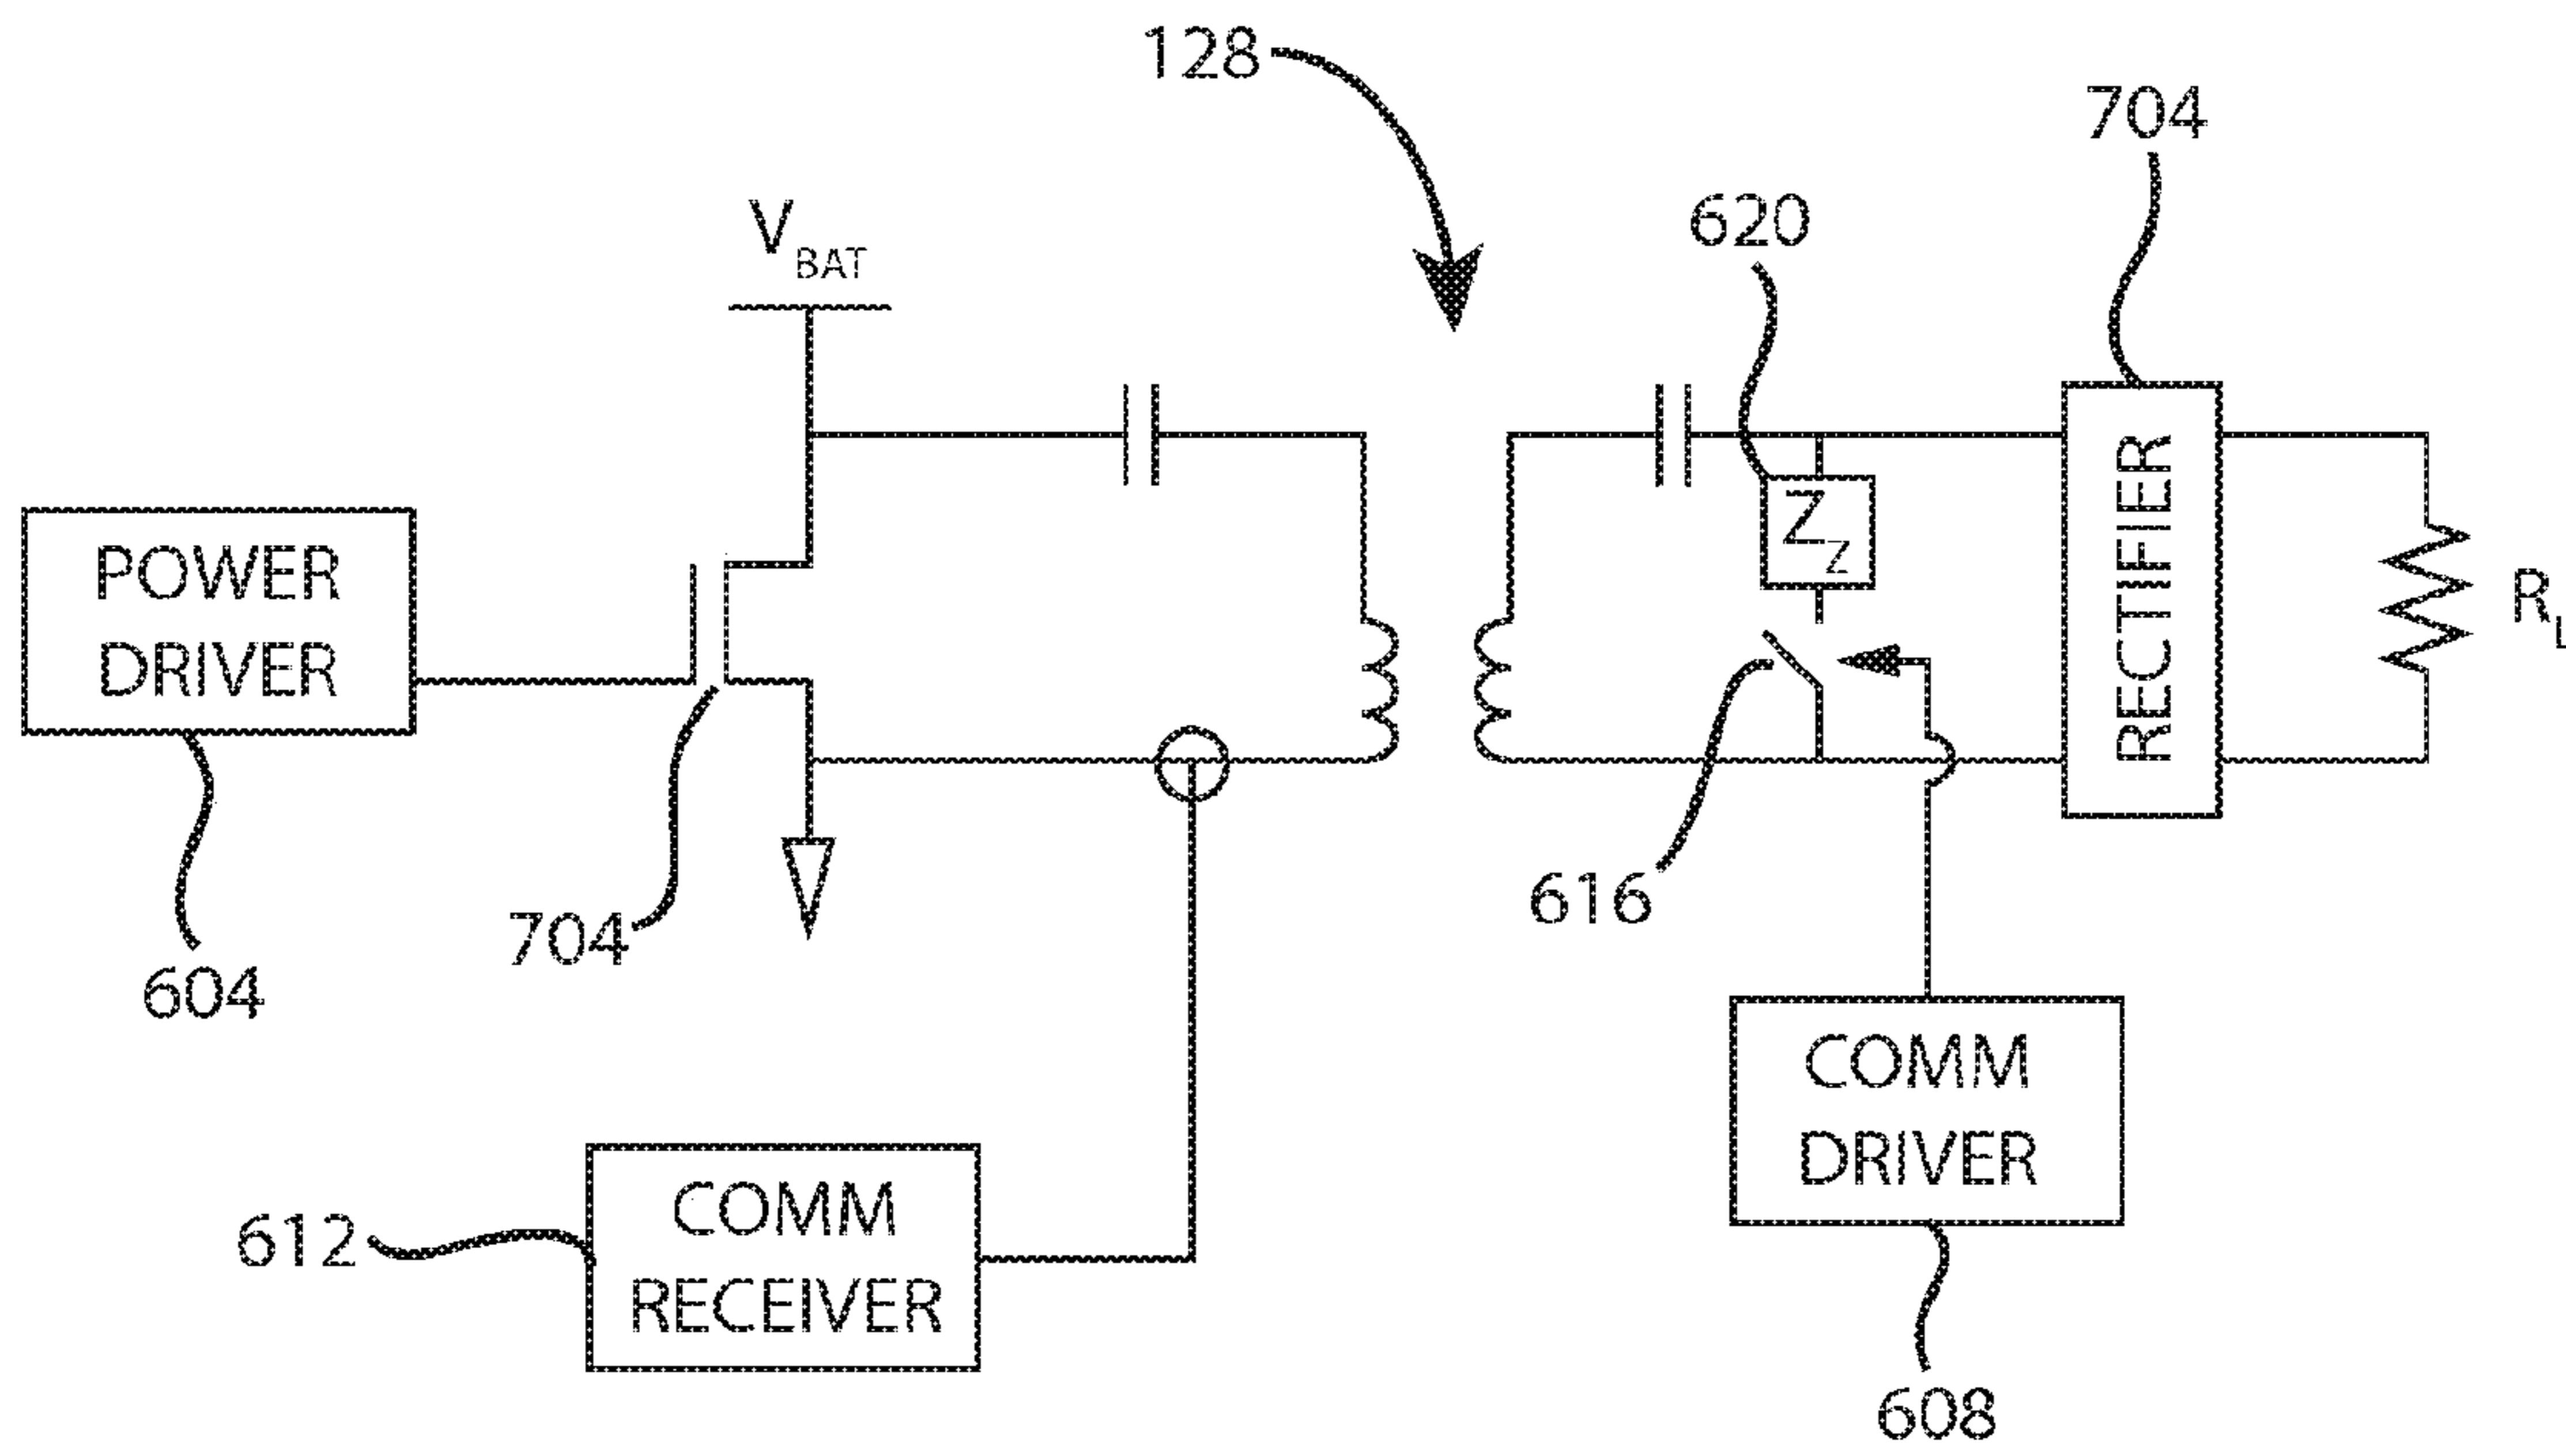 128
704
620
V BAT
POWER
DRIVER
Z Z
RECTIFIER
R L
704
616
604
COMM
DRIVER
COMM
RECEIVER
612
608